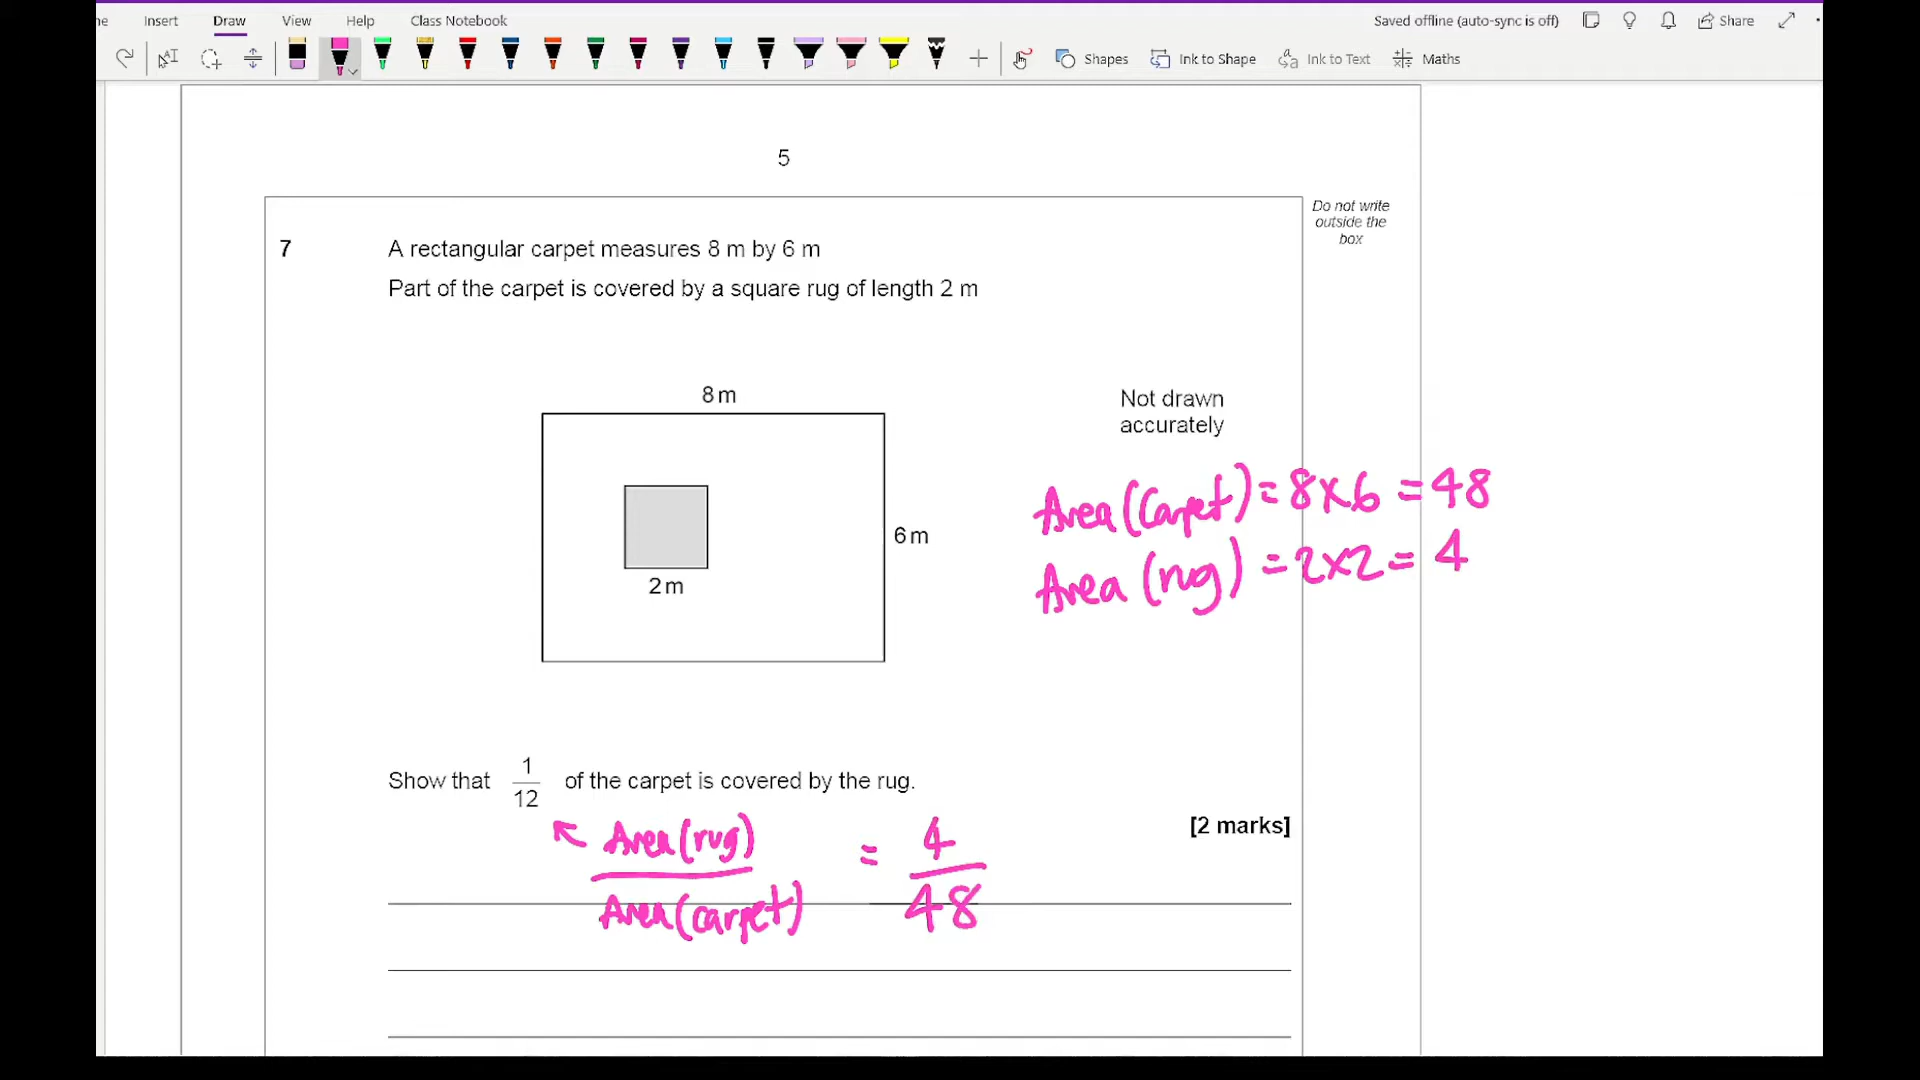 Insert Draw View Help Class Notebook Saved offline (auto-sync is off) Share
Shapes Ink to Shape Ink to Text Maths
5
Do not write
outside the
box
7 A rectangular carpet measures 8 m by 6 m
Part of the carpet is covered by a square rug of length 2 m
8 m
Not drawn
accurately
6 m
2 m
Area (carpet) = 8 x 6 = 48
Area (rug) = 2 x 2 = 4
Show that 1/12 of the carpet is covered by the rug.
[2 marks]
Area (rug) / Area (carpet) = 4/48